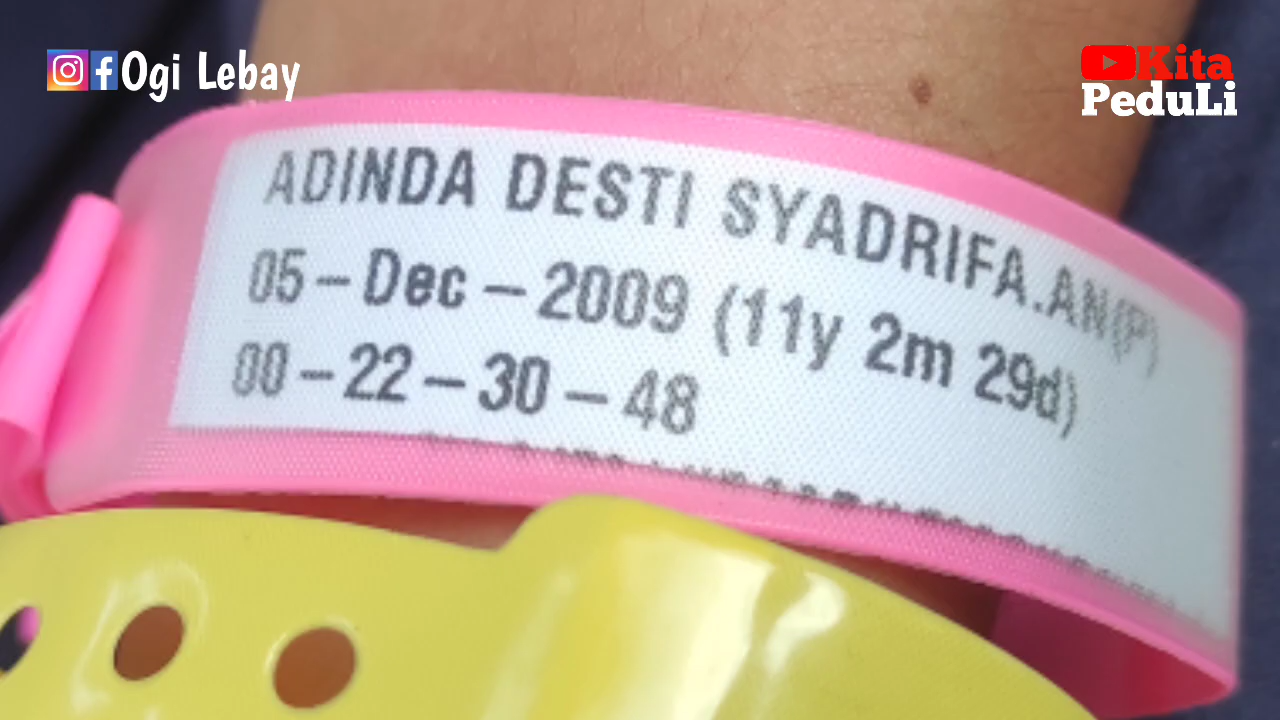 Ogi Lebay
Kita
PeduLi
ADINDA DESTI SYADRIFA.AN(P)
05-Dec-2009 (11y 2m 29d)
00-22-30-48